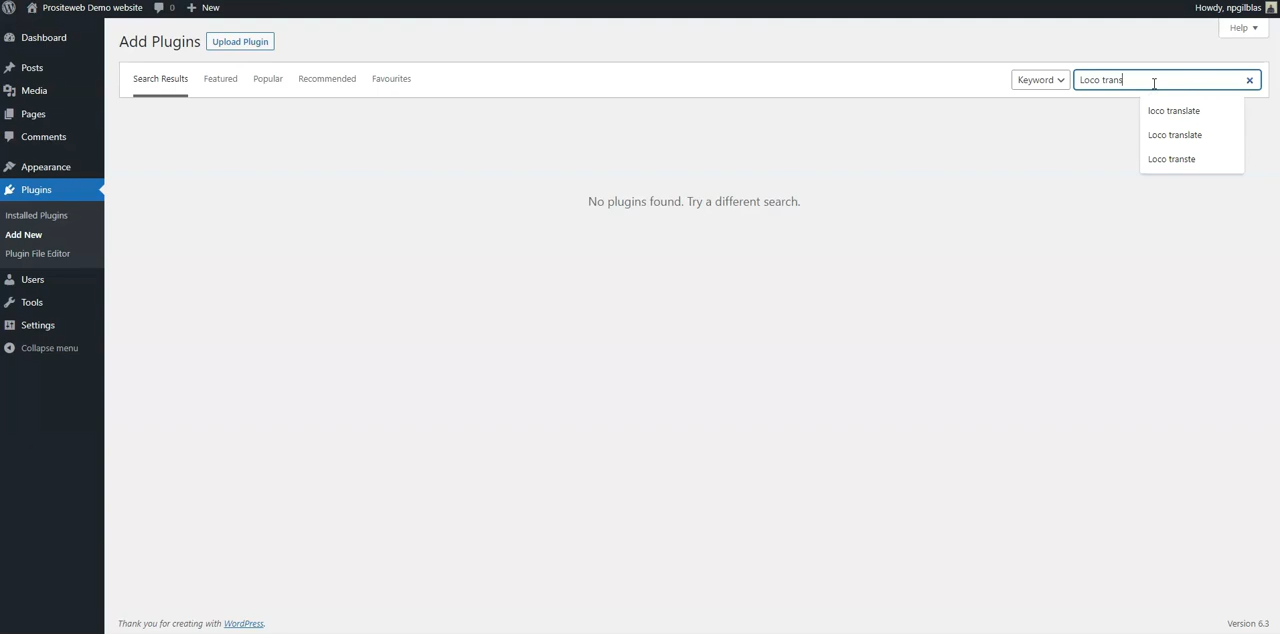 Prositeweb Demo website 0 New Howdy, npgilblas
Help
Dashboard
Posts
Media
Pages
Comments
Appearance
Plugins
Installed Plugins
Add New
Plugin File Editor
Users
Tools
Settings
Collapse menu
Add Plugins Upload Plugin
Search Results Featured Popular Recommended Favourites Keyword Loco trans
loco translate
Loco translate
Loco transte
No plugins found. Try a different search.
Thank you for creating with WordPress. Version 6.3